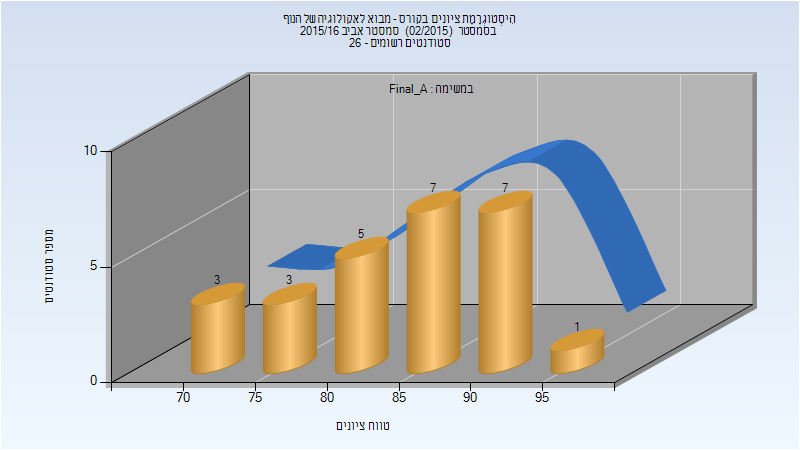 היסטוגרמת ציונים בקורס - מבוא לאקולוגיה של הנוף
בסמסטר (02/2015) סמסטר אביב 2015/16
סטודנטים רשומים - 26
במשימה : Final_A
10
5
0
מספר סטודנטים
3
3
5
7
7
1
70
75
80
85
90
95
טווח ציונים